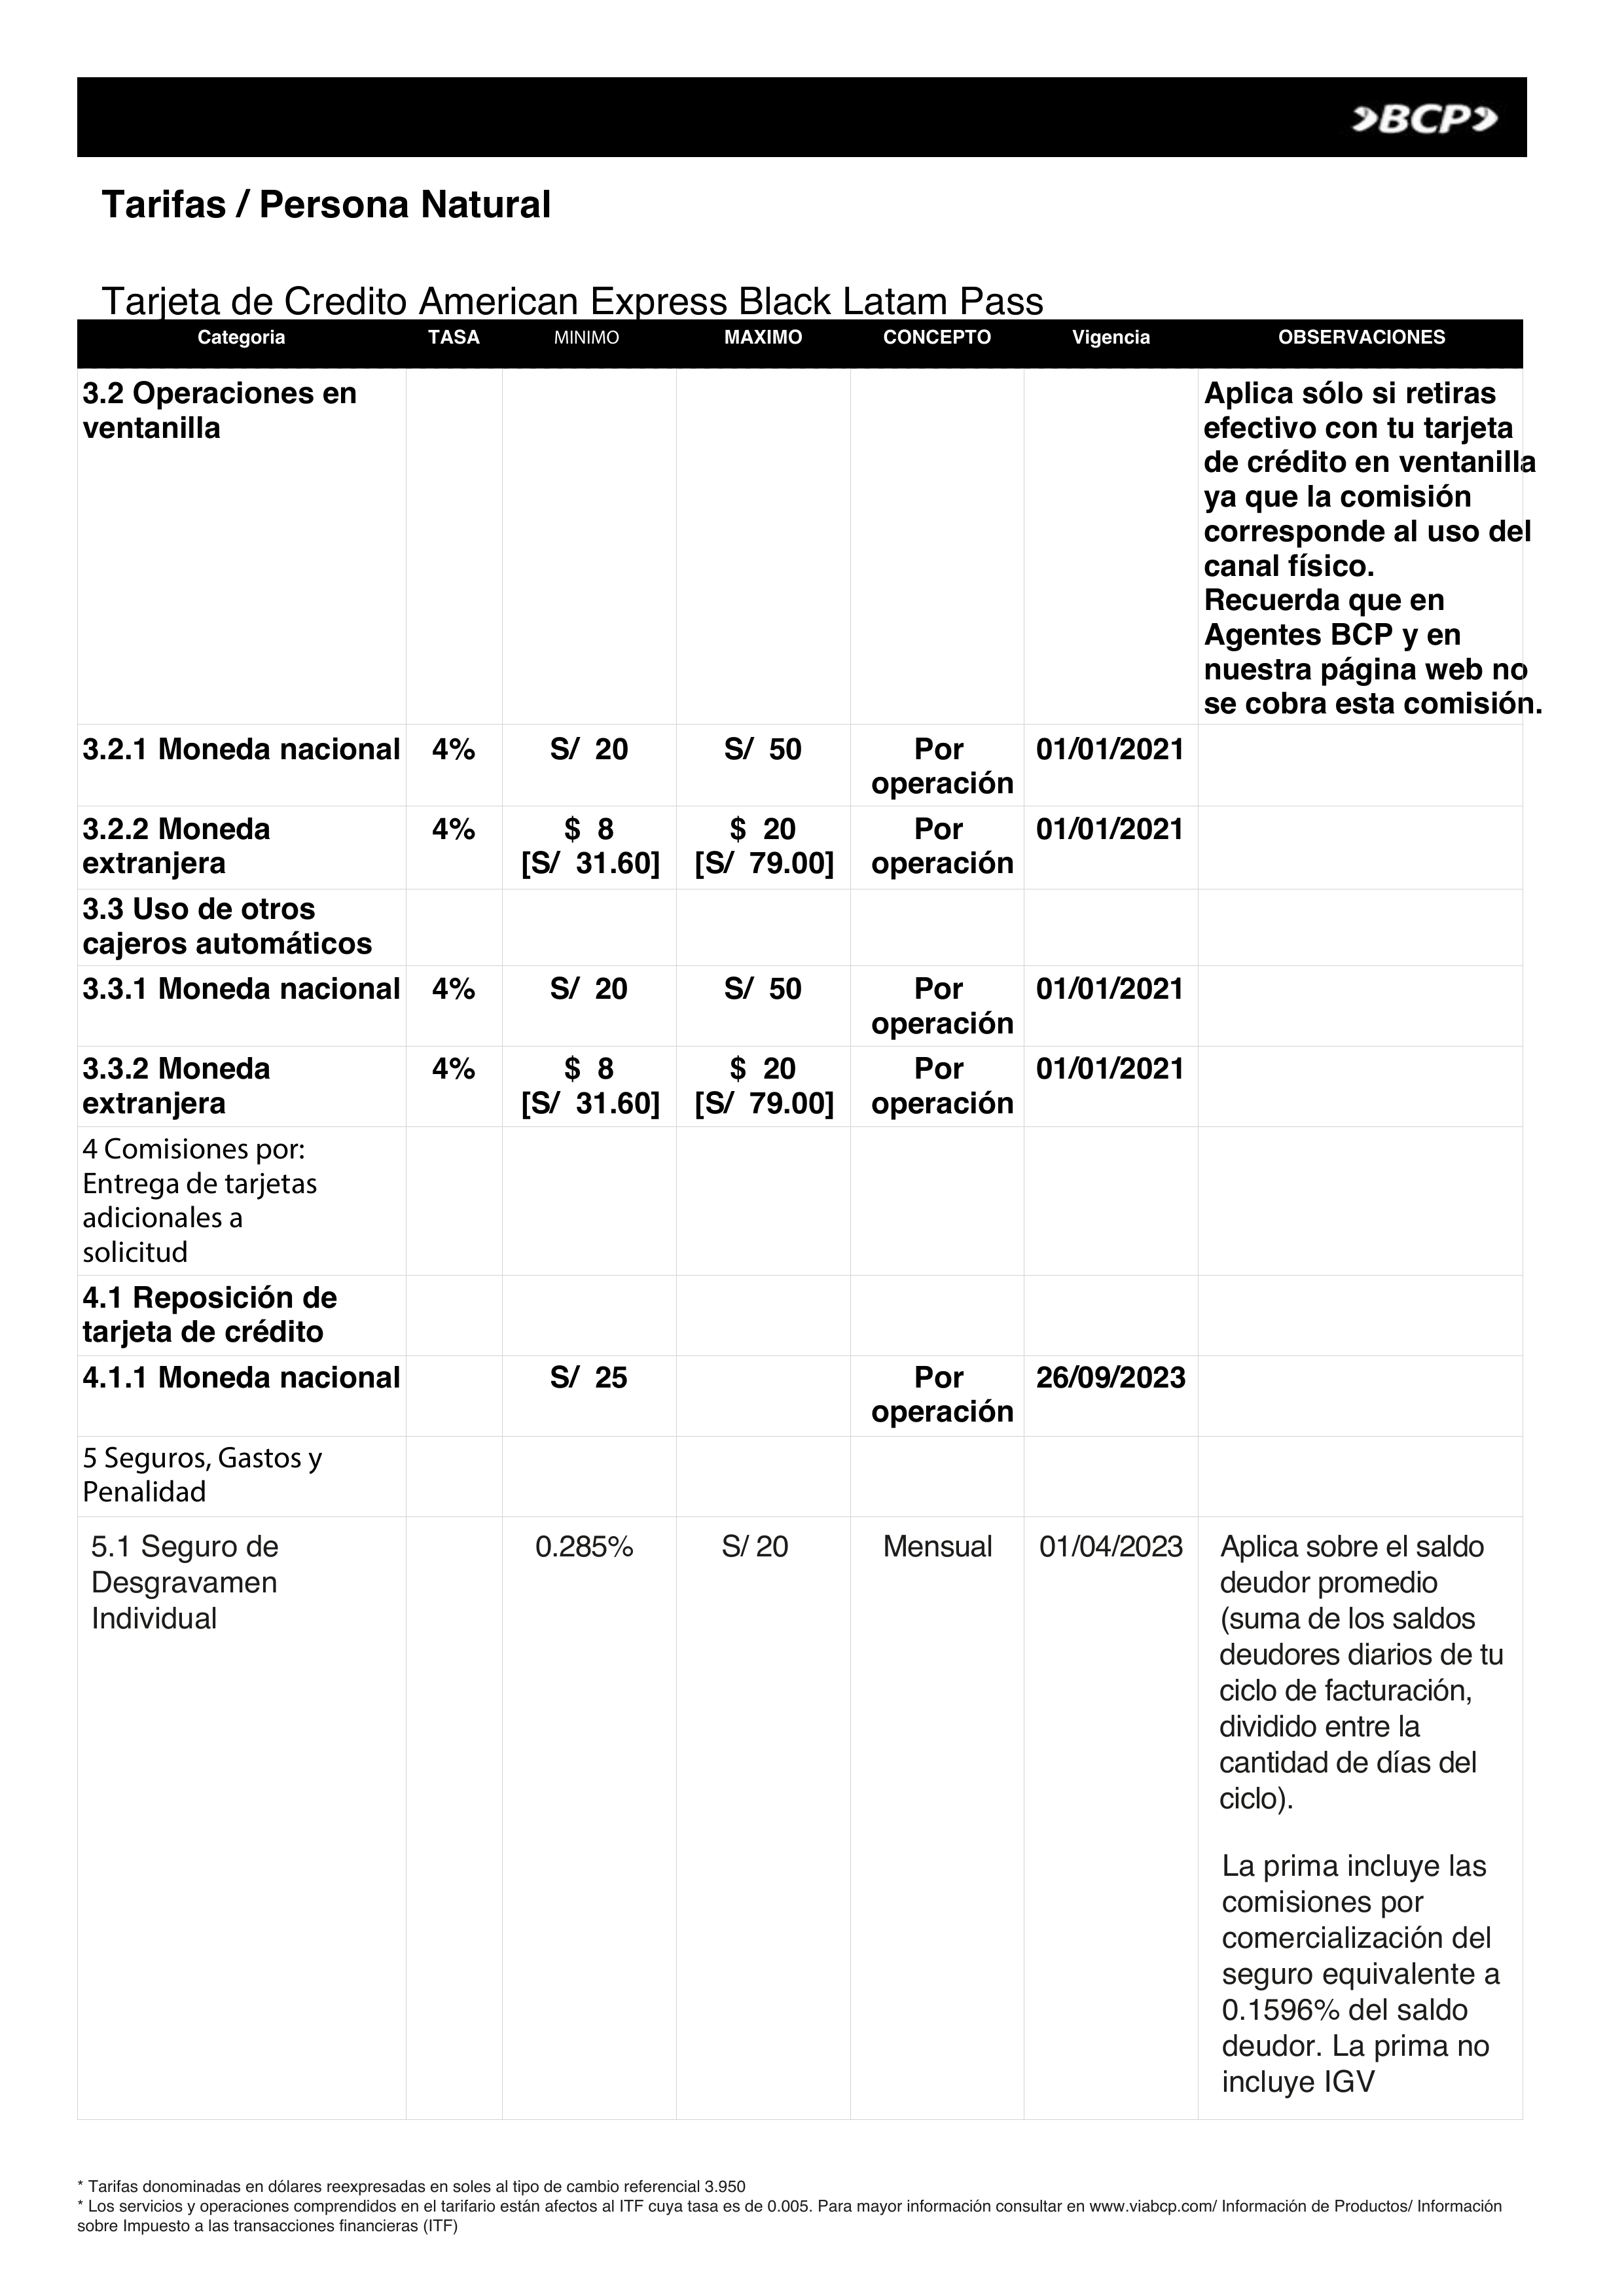 BCP
Tarifas / Persona Natural
Tarjeta de Credito American Express Black Latam Pass
Categoria TASA MINIMO MAXIMO CONCEPTO Vigencia OBSERVACIONES
3.2 Operaciones en
ventanilla
Aplica sólo si retiras
efectivo con tu tarjeta
de crédito en ventanilla
ya que la comisión
corresponde al uso del
canal físico.
Recuerda que en
Agentes BCP y en
nuestra página web no
se cobra esta comisión.
3.2.1 Moneda nacional 4% S/ 20 S/ 50 Por 01/01/2021
operación
3.2.2 Moneda 4% $ 8 $ 20 Por 01/01/2021
extranjera [S/ 31.60] [S/ 79.00] operación
3.3 Uso de otros
cajeros automáticos
3.3.1 Moneda nacional 4% S/ 20 S/ 50 Por 01/01/2021
operación
3.3.2 Moneda 4% $ 8 $ 20 Por 01/01/2021
extranjera [S/ 31.60] [S/ 79.00] operación
4 Comisiones por:
Entrega de tarjetas
adicionales a
solicitud
4.1 Reposición de
tarjeta de crédito
4.1.1 Moneda nacional S/ 25 Por 26/09/2023
operación
5 Seguros, Gastos y
Penalidad
5.1 Seguro de 0.285% S/ 20 Mensual 01/04/2023 Aplica sobre el saldo
Desgravamen deudor promedio
Individual (suma de los saldos
deudores diarios de tu
ciclo de facturación,
dividido entre la
cantidad de días del
ciclo).
La prima incluye las
comisiones por
comercialización del
seguro equivalente a
0.1596% del saldo
deudor. La prima no
incluye IGV
* Tarifas donominadas en dólares reexpresadas en soles al tipo de cambio referencial 3.950
* Los servicios y operaciones comprendidos en el tarifario están afectos al ITF cuya tasa es de 0.005. Para mayor información consultar en www.viabcp.com/ Información de Productos/ Información
sobre Impuesto a las transacciones financieras (ITF)